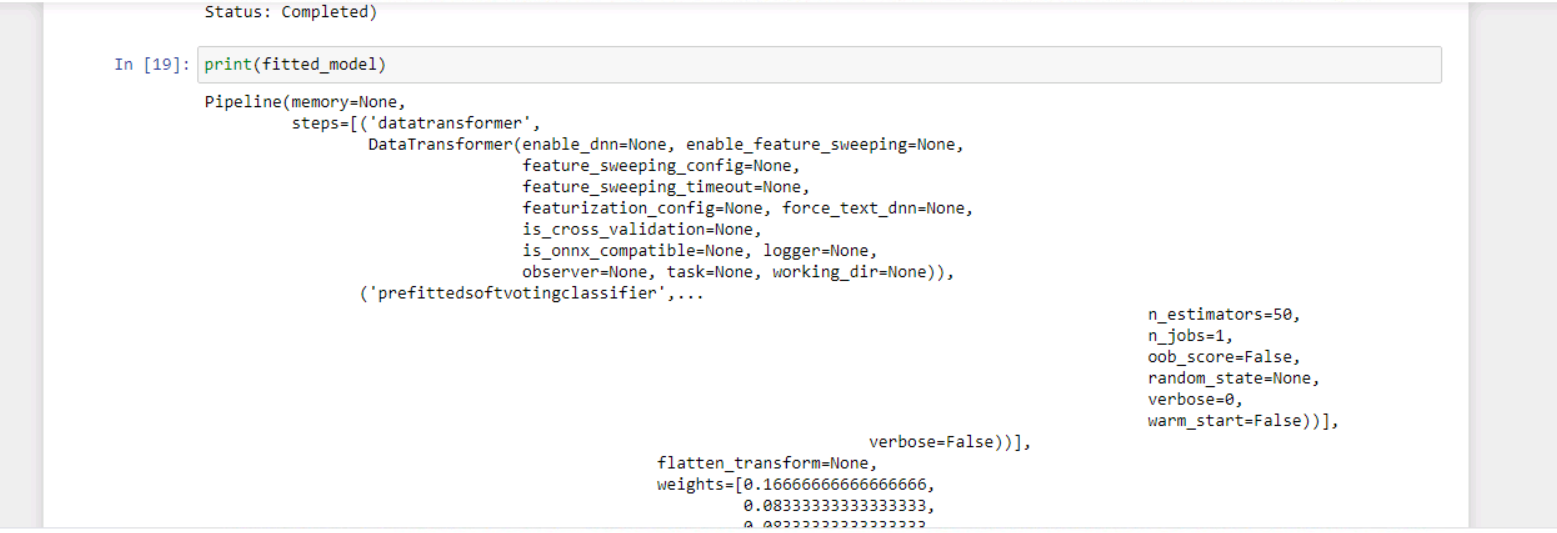 Status: Completed)
In [19]: print(fitted_model)
Pipeline(memory=None,
steps=[('datatransformer',
DataTransformer(enable_dnn=None, enable_feature_sweeping=None,
feature_sweeping_config=None,
feature_sweeping_timeout=None,
featurization_config=None, force_text_dnn=None,
is_cross_validation=None,
is_onnx_compatible=None, logger=None,
observer=None, task=None, working_dir=None)),
('prefittedsoftvotingclassifier',...
n_estimators=50,
n_jobs=1,
oob_score=False,
random_state=None,
verbose=0,
warm_start=False))],
verbose=False))],
flatten_transform=None,
weights=[0.16666666666666666,
0.08333333333333333,
0.08333333333333333